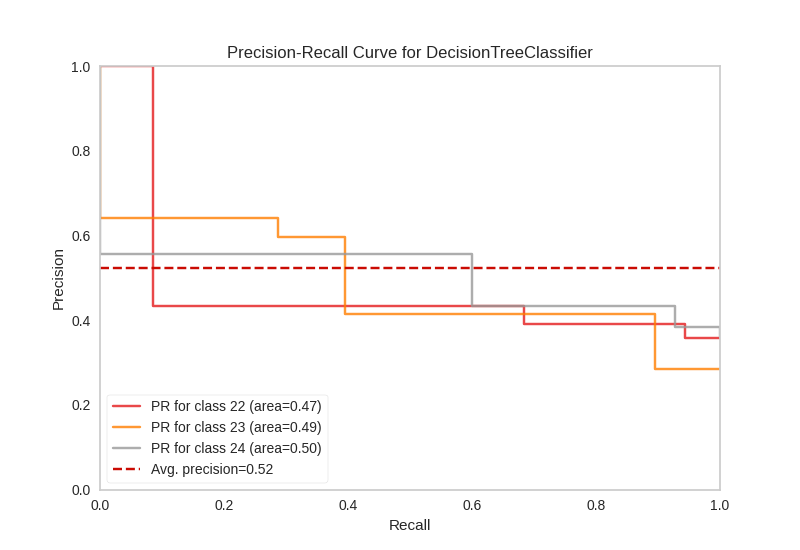 Precision-Recall Curve for DecisionTreeClassifier
1.0
0.8
0.6
0.4
0.2
0.0
Precision
PR for class 22 (area=0.47)
PR for class 23 (area=0.49)
PR for class 24 (area=0.50)
Avg. precision=0.52
0.0 0.2 0.4 0.6 0.8 1.0
Recall